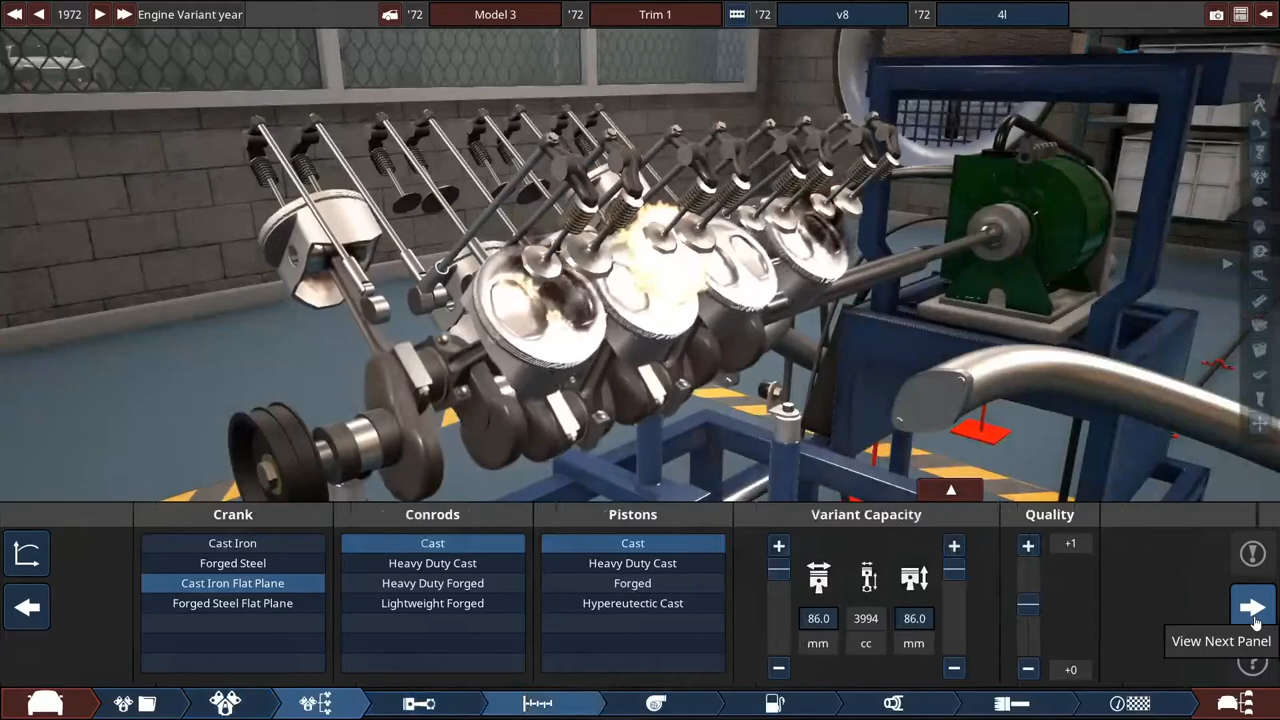 1972 Engine Variant year '72 Model 3 '72 Trim 1 '72 v8 '72 4l
Crank Conrods Pistons Variant Capacity Quality
Cast Iron Cast Cast +1
Forged Steel Heavy Duty Cast Heavy Duty Cast
Cast Iron Flat Plane Heavy Duty Forged Forged
Forged Steel Flat Plane Lightweight Forged Hypereutectic Cast
86.0 3994 86.0
mm cc mm
View Next Panel
+0